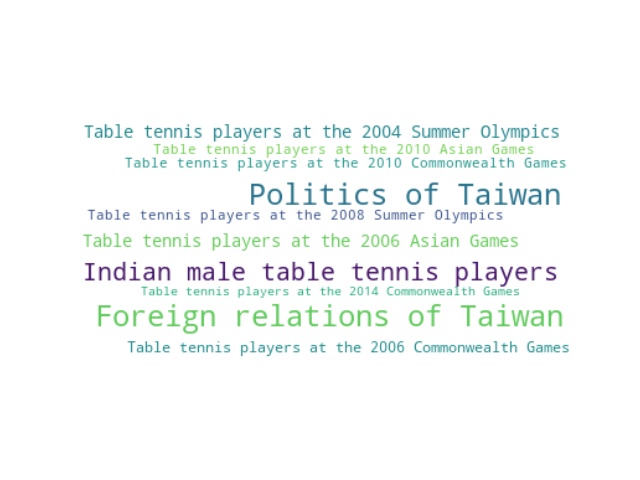 Table tennis players at the 2004 Summer Olympics
Table tennis players at the 2010 Asian Games
Table tennis players at the 2010 Commonwealth Games
Politics of Taiwan
Table tennis players at the 2008 Summer Olympics
Table tennis players at the 2006 Asian Games
Indian male table tennis players
Table tennis players at the 2014 Commonwealth Games
Foreign relations of Taiwan
Table tennis players at the 2006 Commonwealth Games